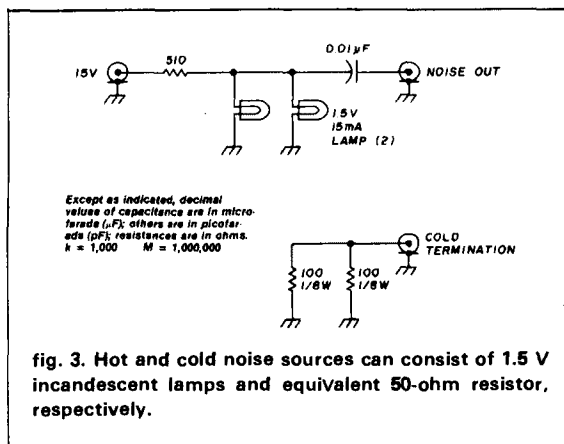 0.01µF
510
15V
NOISE OUT
1.5V
15mA
LAMP (2)
Except as indicated, decimal
values of capacitance are in micro-
farads (µF); others are in picofar-
ads (pF); resistances are in ohms.
k = 1,000 M = 1,000,000
COLD
TERMINATION
100
1/8W
100
1/8W
fig. 3. Hot and cold noise sources can consist of 1.5 V
incandescent lamps and equivalent 50-ohm resistor,
respectively.